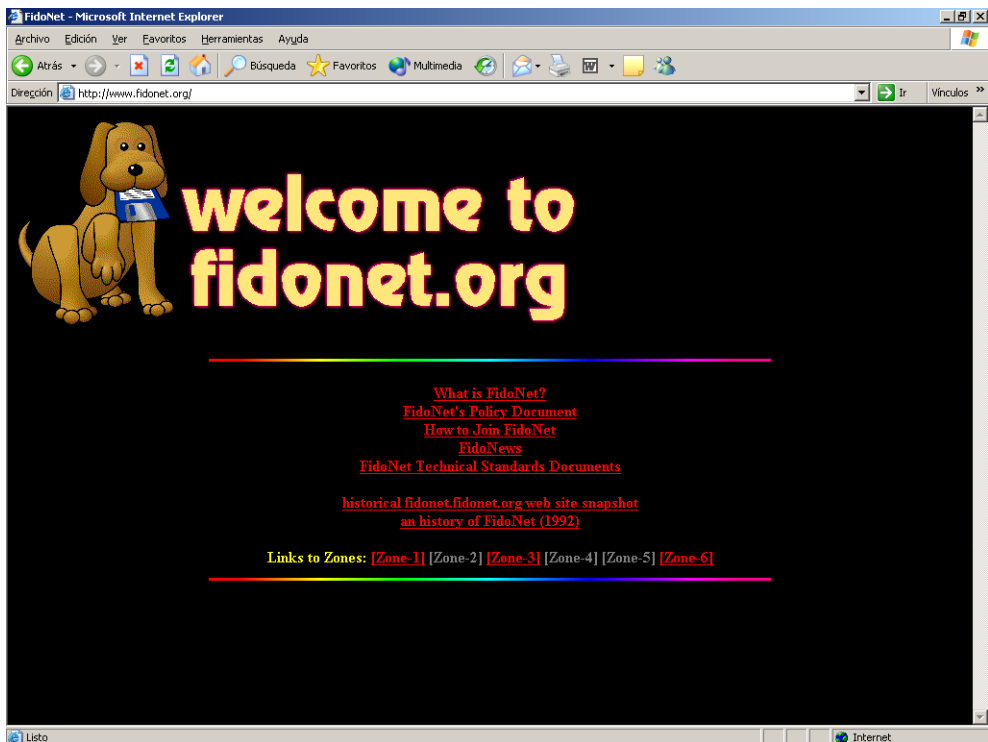 FidoNet - Microsoft Internet Explorer
Archivo Edición Ver Favoritos Herramientas Ayuda
Atrás Búsqueda Favoritos Multimedia
Dirección http://www.fidonet.org/ Ir Vínculos »
welcome to
fidonet.org
What is FidoNet?
FidoNet's Policy Document
How to Join FidoNet
FidoNews
FidoNet Technical Standards Documents
historical fidonet.fidonet.org web site snapshot
an history of FidoNet (1992)
Links to Zones: [Zone-1] [Zone-2] [Zone-3] [Zone-4] [Zone-5] [Zone-6]
Listo Internet